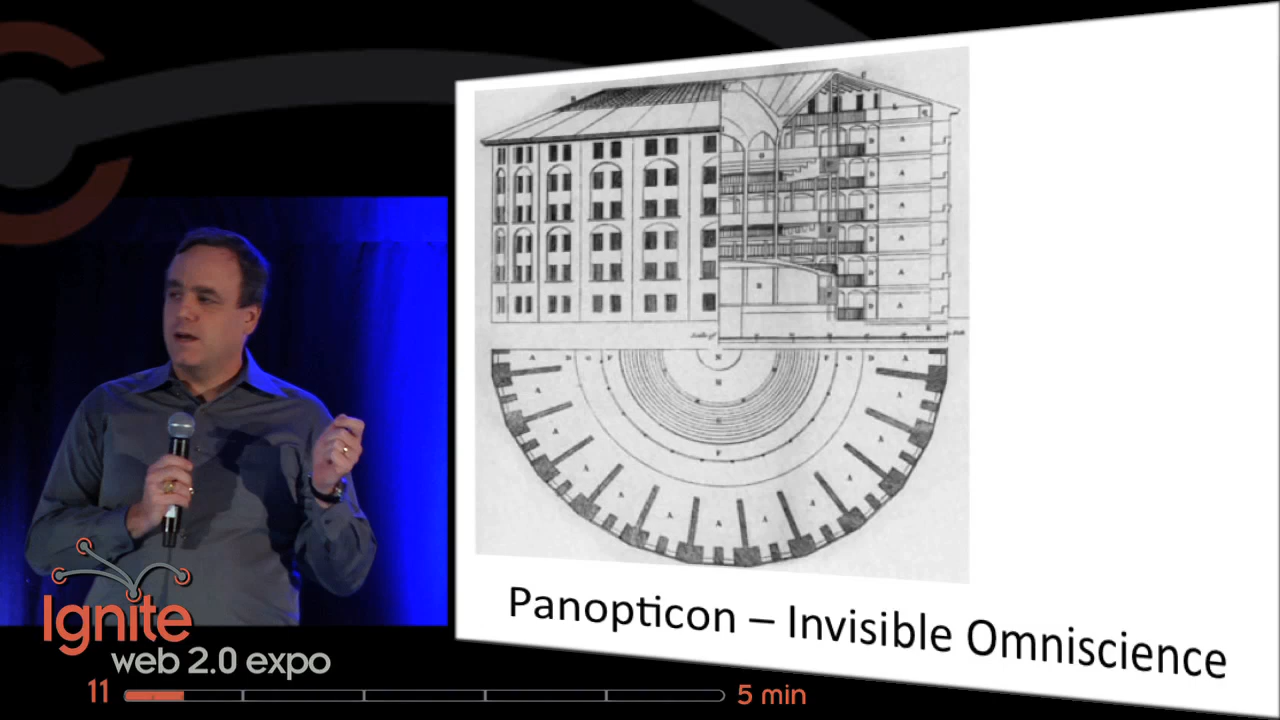 Panopticon – Invisible Omniscience
Ignite
web 2.0 expo
11
5 min